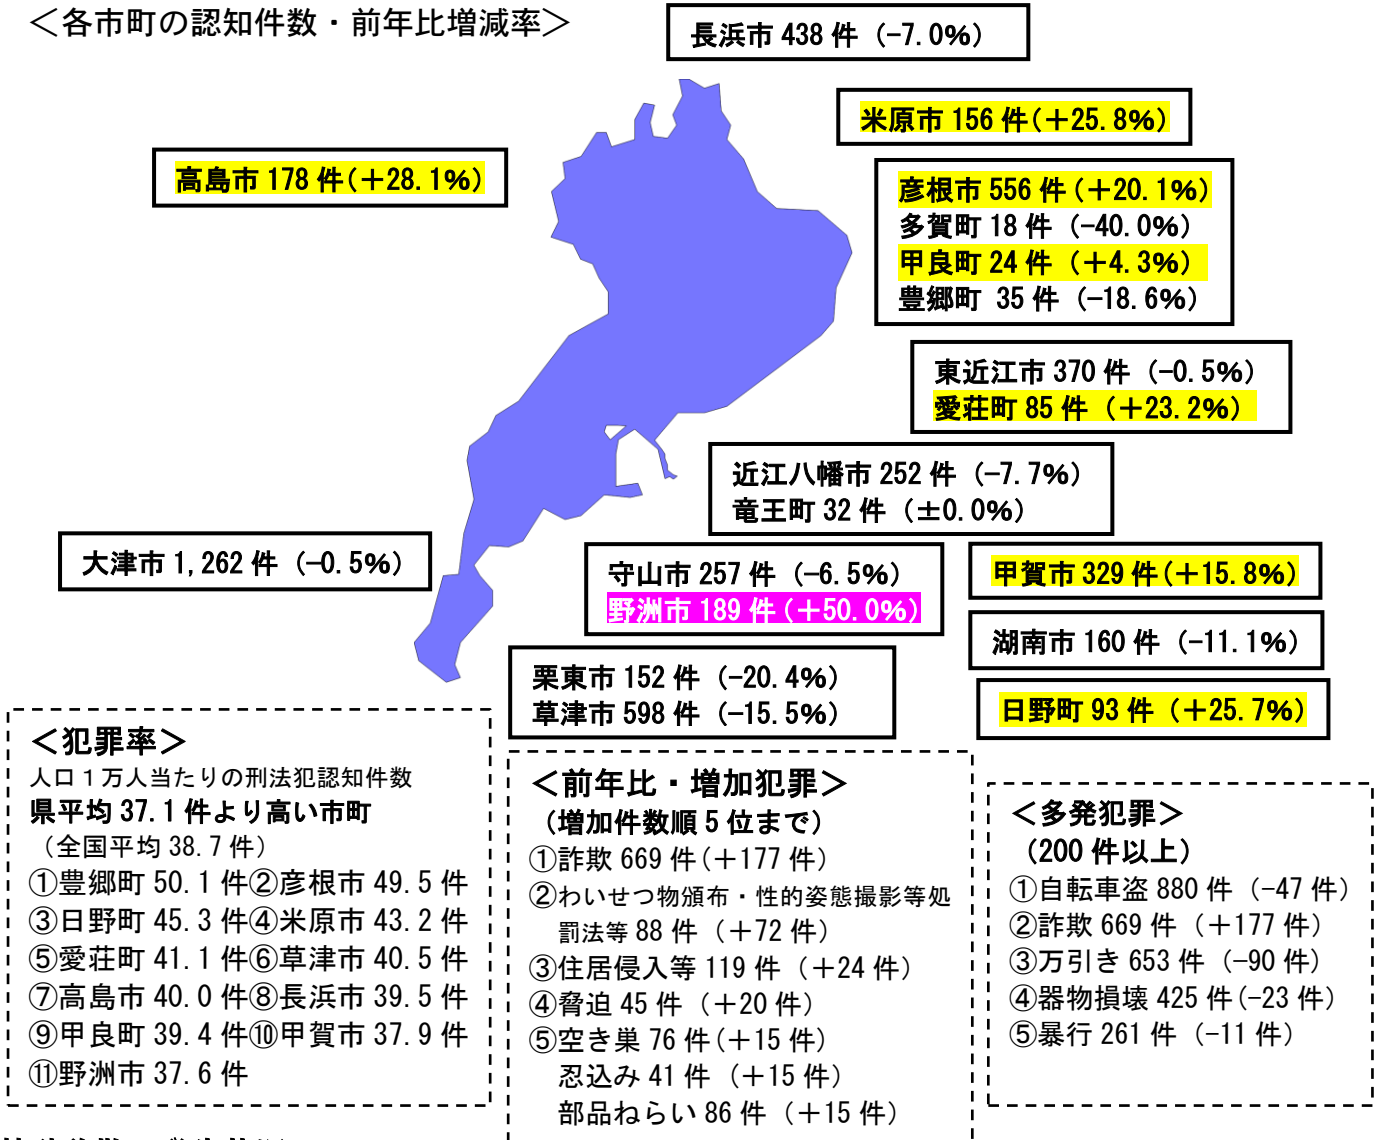 ＜各市町の認知件数・前年比増減率＞
長浜市 438 件（-7.0%）
米原市 156 件（＋25.8%）
高島市 178 件（＋28.1%）
彦根市 556 件（＋20.1%）
多賀町 18 件（-40.0%）
甲良町 24 件（＋4.3%）
豊郷町 35 件（-18.6%）
東近江市 370 件（-0.5%）
愛荘町 85 件（＋23.2%）
近江八幡市 252 件（-7.7%）
竜王町 32 件（±0.0%）
大津市 1,262 件（-0.5%）
守山市 257 件（-6.5%）
野洲市 189 件（＋50.0%）
甲賀市 329 件（＋15.8%）
湖南市 160 件（-11.1%）
栗東市 152 件（-20.4%）
草津市 598 件（-15.5%）
日野町 93 件（＋25.7%）
＜犯罪率＞
人口１万人当たりの刑法犯認知件数
県平均 37.1 件より高い市町
（全国平均 38.7 件）
①豊郷町 50.1 件②彦根市 49.5 件
③日野町 45.3 件④米原市 43.2 件
⑤愛荘町 41.1 件⑥草津市 40.5 件
⑦高島市 40.0 件⑧長浜市 39.5 件
⑨甲良町 39.4 件⑩甲賀市 37.9 件
⑪野洲市 37.6 件
＜前年比・増加犯罪＞
（増加件数順 5 位まで）
①詐欺 669 件（＋177 件）
②わいせつ物頒布・性的姿態撮影等処
罰法等 88 件（＋72 件）
③住居侵入等 119 件（＋24 件）
④脅迫 45 件（＋20 件）
⑤空き巣 76 件（＋15 件）
忍込み 41 件（＋15 件）
部品ねらい 86 件（＋15 件）
＜多発犯罪＞
（200 件以上）
①自転車盗 880 件（-47 件）
②詐欺 669 件（＋177 件）
③万引き 653 件（-90 件）
④器物損壊 425 件（-23 件）
⑤暴行 261 件（-11 件）